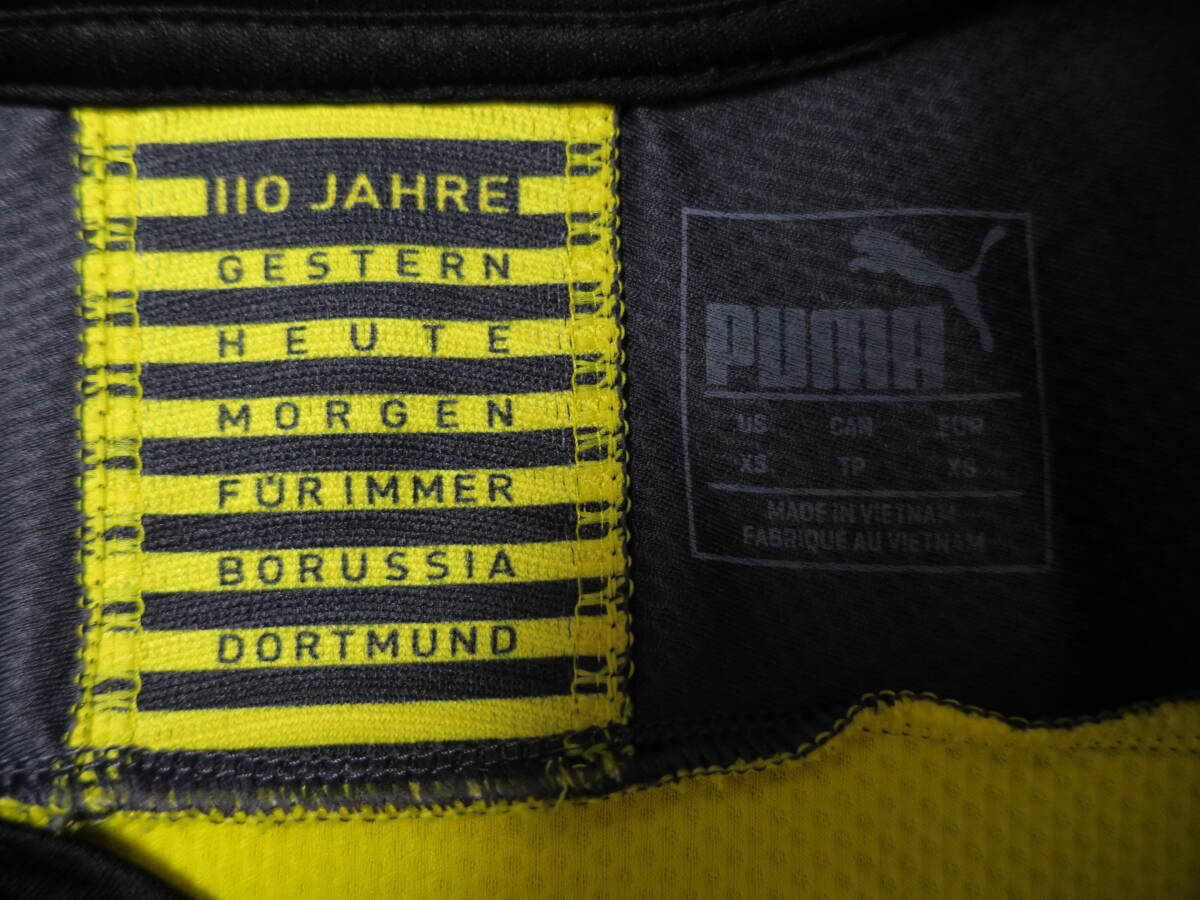 110 JAHRE
GESTERN
HEUTE
MORGEN
FÜR IMMER
BORUSSIA
DORTMUND
PUMA
US CAN EUR
XS TP XS
MADE IN VIETNAM
FABRIQUE AU VIETNAM